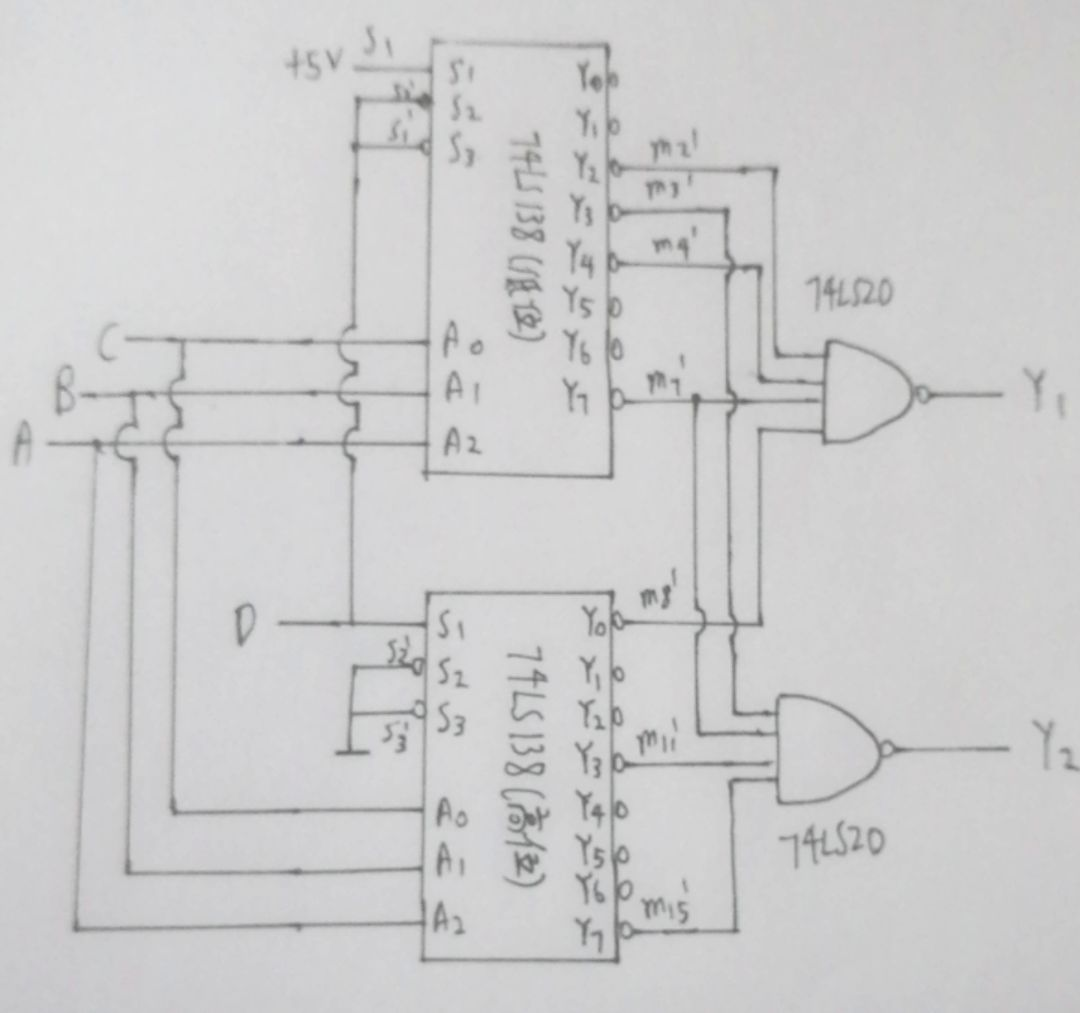 +5V S1
S1
S2' S2
S1' S3
74LS138(低位)
Y0
Y1
Y2 m2'
Y3 m3'
Y4 m4'
Y5
Y6
Y7 m7'
C A0
B A1
A A2
74LS20
Y1
D S1
S2' S2
S3' S3
74LS138(高位)
A0
A1
A2
Y0 m8'
Y1
Y2
Y3 m11'
Y4
Y5
Y6
Y7 m15'
Y2
74LS20